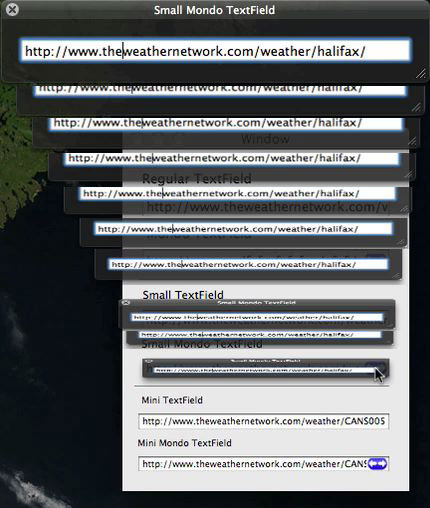 Small Mondo TextField
http://www.theweathernetwork.com/weather/halifax/
http://www.theweathernetwork.com/weather/halifax/
http://www.theweathernetwork.com/weather/halifax/
Window
http://www.theweathernetwork.com/weather/halifax/
Regular TextField
http://www.theweathernetwork.com/weather/halifax/
http://www.theweathernetwork.com/v
http://www.theweathernetwork.com/weather/halifax/
http://www.theweathernetwork.com/weather/halifax/
Small TextField
Small Mondo TextField
http://www.theweathernetwork.com/weather/halifax/
http://www.theweathernetwork.com/weather/halifax/
Small Mondo TextField
Small Mondo TextField
http://www.theweathernetwork.com/weather/halifax/
Mini TextField
http://www.theweathernetwork.com/weather/CANS00S
Mini Mondo TextField
http://www.theweathernetwork.com/weather/CANS